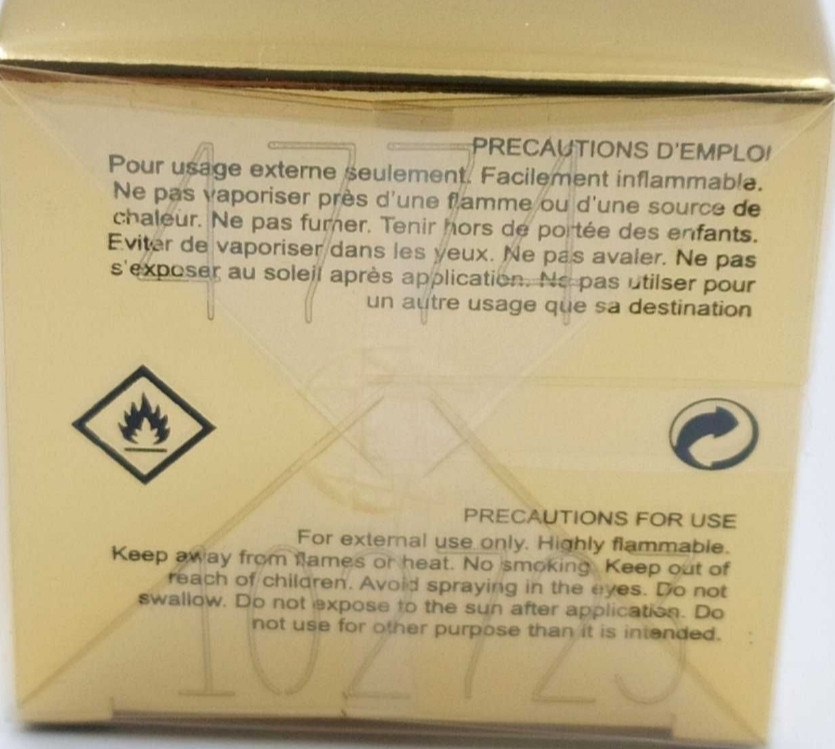 PRECAUTIONS D'EMPLOI
Pour usage externe seulement. Facilement inflammable.
Ne pas vaporiser près d'une flamme ou d'une source de
chaleur. Ne pas fumer. Tenir hors de portée des enfants.
Eviter de vaporiser dans les yeux. Ne pas avaler. Ne pas
s'exposer au soleil après application. Ne pas utilser pour
un autre usage que sa destination
4774
PRECAUTIONS FOR USE
For external use only. Highly flammable.
Keep away from flames or heat. No smoking. Keep out of
reach of children. Avoid spraying in the eyes. Do not
swallow. Do not expose to the sun after application. Do
not use for other purpose than it is intended.